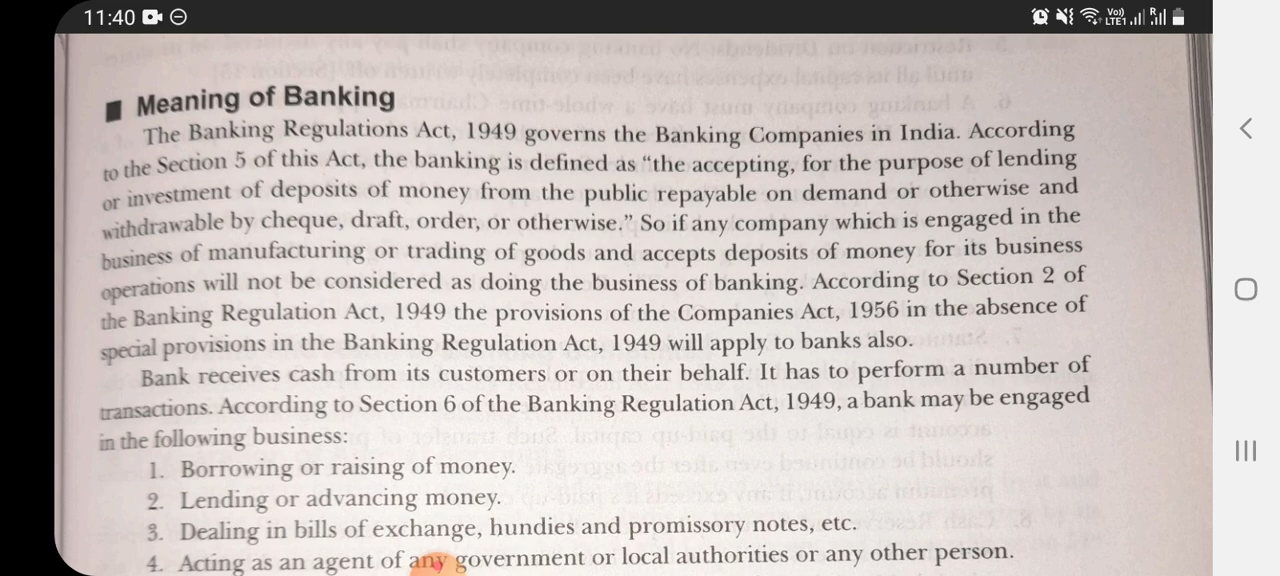 11:40
Vo)) LTE1 R
■ Meaning of Banking
The Banking Regulations Act, 1949 governs the Banking Companies in India. According
to the Section 5 of this Act, the banking is defined as “the accepting, for the purpose of lending
or investment of deposits of money from the public repayable on demand or otherwise and
withdrawable by cheque, draft, order, or otherwise.” So if any company which is engaged in the
business of manufacturing or trading of goods and accepts deposits of money for its business
operations will not be considered as doing the business of banking. According to Section 2 of
the Banking Regulation Act, 1949 the provisions of the Companies Act, 1956 in the absence of
special provisions in the Banking Regulation Act, 1949 will apply to banks also.
Bank receives cash from its customers or on their behalf. It has to perform a number of
transactions. According to Section 6 of the Banking Regulation Act, 1949, a bank may be engaged
in the following business:
1. Borrowing or raising of money.
2. Lending or advancing money.
3. Dealing in bills of exchange, hundies and promissory notes, etc.
4. Acting as an agent of any government or local authorities or any other person.